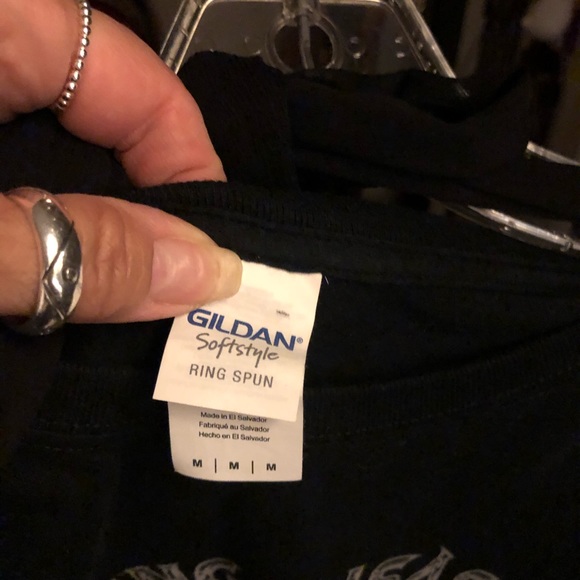 GILDAN®
Softstyle
RING SPUN
Made in El Salvador
Fabriqué au Salvador
Hecho en El Salvador
M | M | M